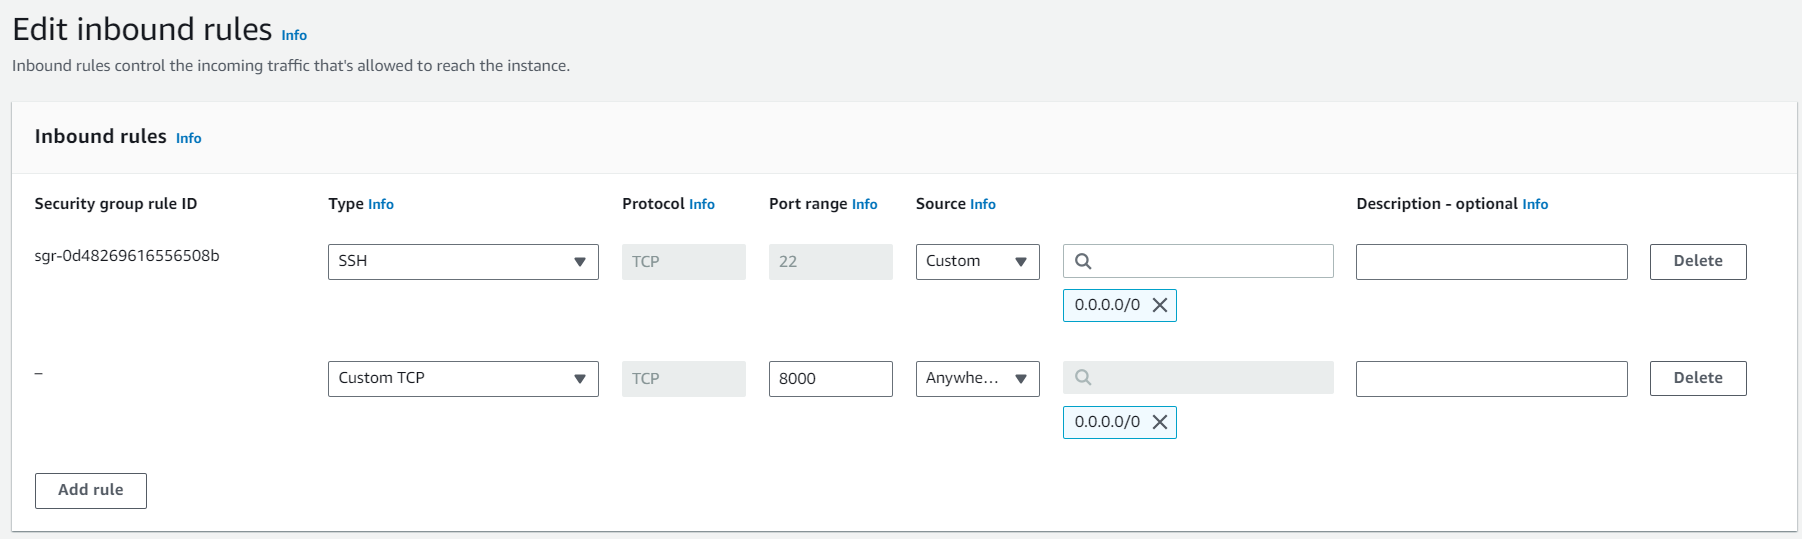 Edit inbound rules Info
Inbound rules control the incoming traffic that's allowed to reach the instance.
Inbound rules Info
Security group rule ID Type Info Protocol Info Port range Info Source Info Description - optional Info
sgr-0d48269616556508b SSH TCP 22 Custom Delete
0.0.0.0/0
– Custom TCP TCP 8000 Anywhe... Delete
0.0.0.0/0
Add rule